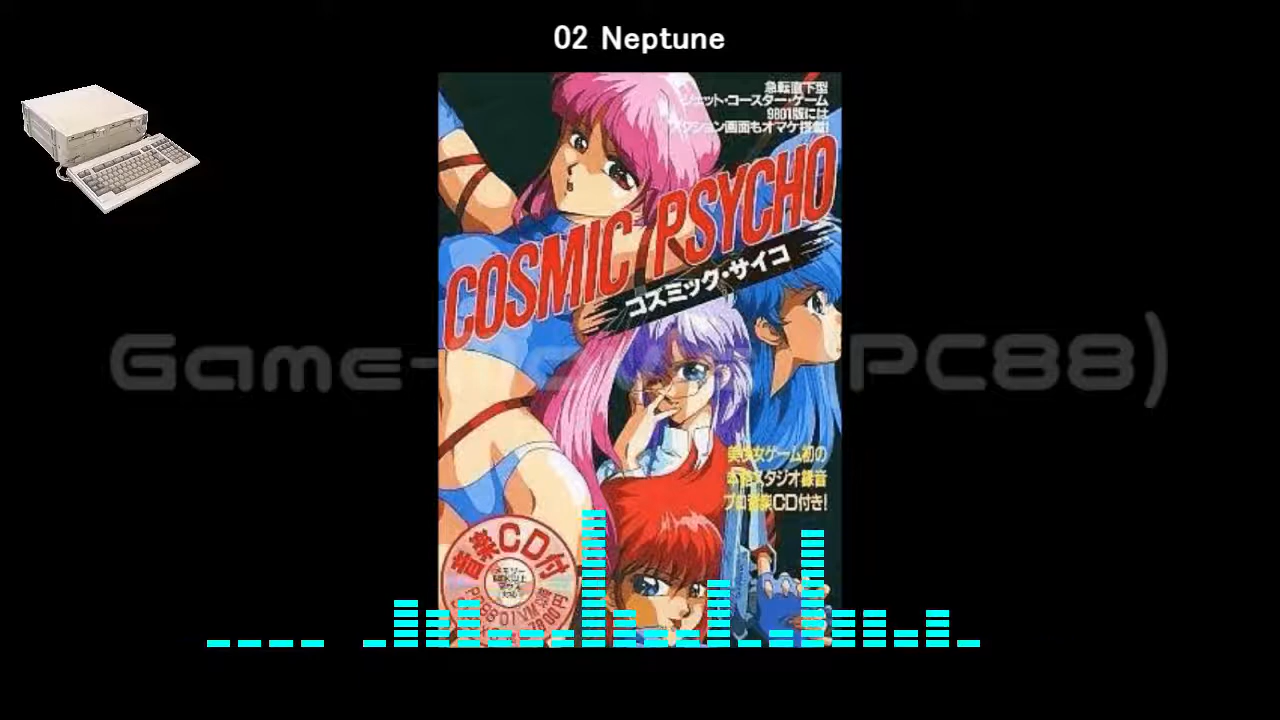 02 Neptune
急転直下型
ジェット・コースター・ゲーム
9801版には
アクション画面もオマケ搭載!
COSMIC PSYCHO
コズミック・サイコ
PC88)
美少女ゲーム初の
スタジオ録音
プロ音楽CD付き!
音楽CD付